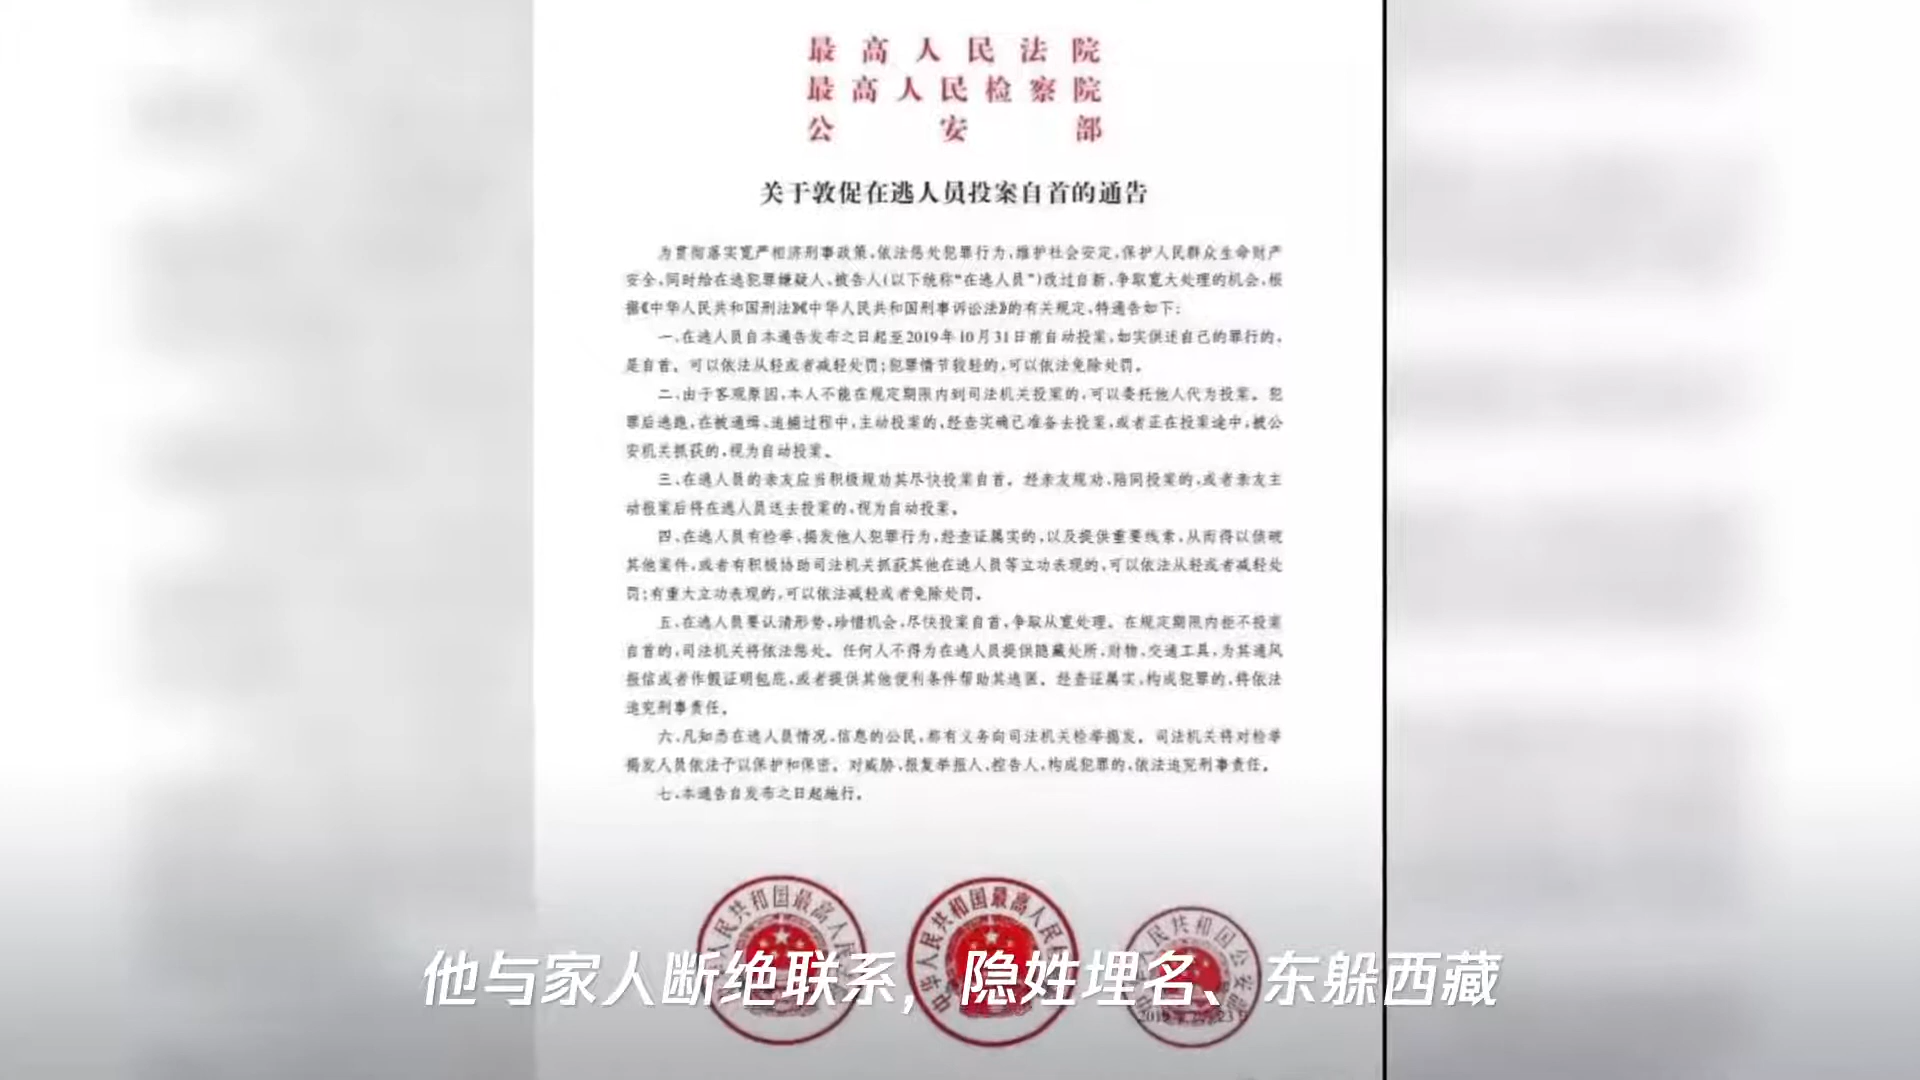 最高人民法院
最高人民检察院
公安部
关于敦促在逃人员投案自首的通告
为贯彻落实宽严相济刑事政策,依法惩处犯罪行为,维护社会安定,保护人民群众生命财产
安全,同时给在逃犯罪嫌疑人、被告人(以下统称“在逃人员”)改过自新、争取宽大处理的机会,根
据《中华人民共和国刑法》《中华人民共和国刑事诉讼法》的有关规定,特通告如下:
一、在逃人员自本通告发布之日起至2019年10月31日前自动投案,如实供述自己的罪行的,
是自首。可以依法从轻或者减轻处罚;犯罪情节较轻的,可以依法免除处罚。
二、由于客观原因,本人不能在规定期限内到司法机关投案的,可以委托他人代为投案。犯
罪后逃跑,在被通缉、追捕过程中,主动投案的,经查实确已准备去投案,或者正在投案途中,被公
安机关抓获的,视为自动投案。
三、在逃人员的亲友应当积极规劝其尽快投案自首。经亲友规劝、陪同投案的,或者亲友主
动报案后将在逃人员送去投案的,视为自动投案。
四、在逃人员有检举、揭发他人犯罪行为,经查证属实的,以及提供重要线索,从而得以侦破
其他案件,或者有积极协助司法机关抓获其他在逃人员等立功表现的,可以依法从轻或者减轻处
罚;有重大立功表现的,可以依法减轻或者免除处罚。
五、在逃人员要认清形势,珍惜机会,尽快投案自首,争取从宽处理。在规定期限内拒不投案
自首的,司法机关将依法惩处。任何人不得为在逃人员提供隐藏处所、财物、交通工具,为其通风
报信或者作假证明包庇,或者提供其他便利条件帮助其逃匿。经查证属实,构成犯罪的,将依法
追究刑事责任。
六、凡知悉在逃人员情况、信息的公民,都有义务向司法机关检举揭发。司法机关将对检举
揭发人员依法予以保护和保密。对威胁、报复举报人、控告人,构成犯罪的,依法追究刑事责任。
七、本通告自发布之日起施行。
人民共和国最高人民
中华人民共和国最高人民
民共和国公安部
他与家人断绝联系，隐姓埋名、东躲西藏